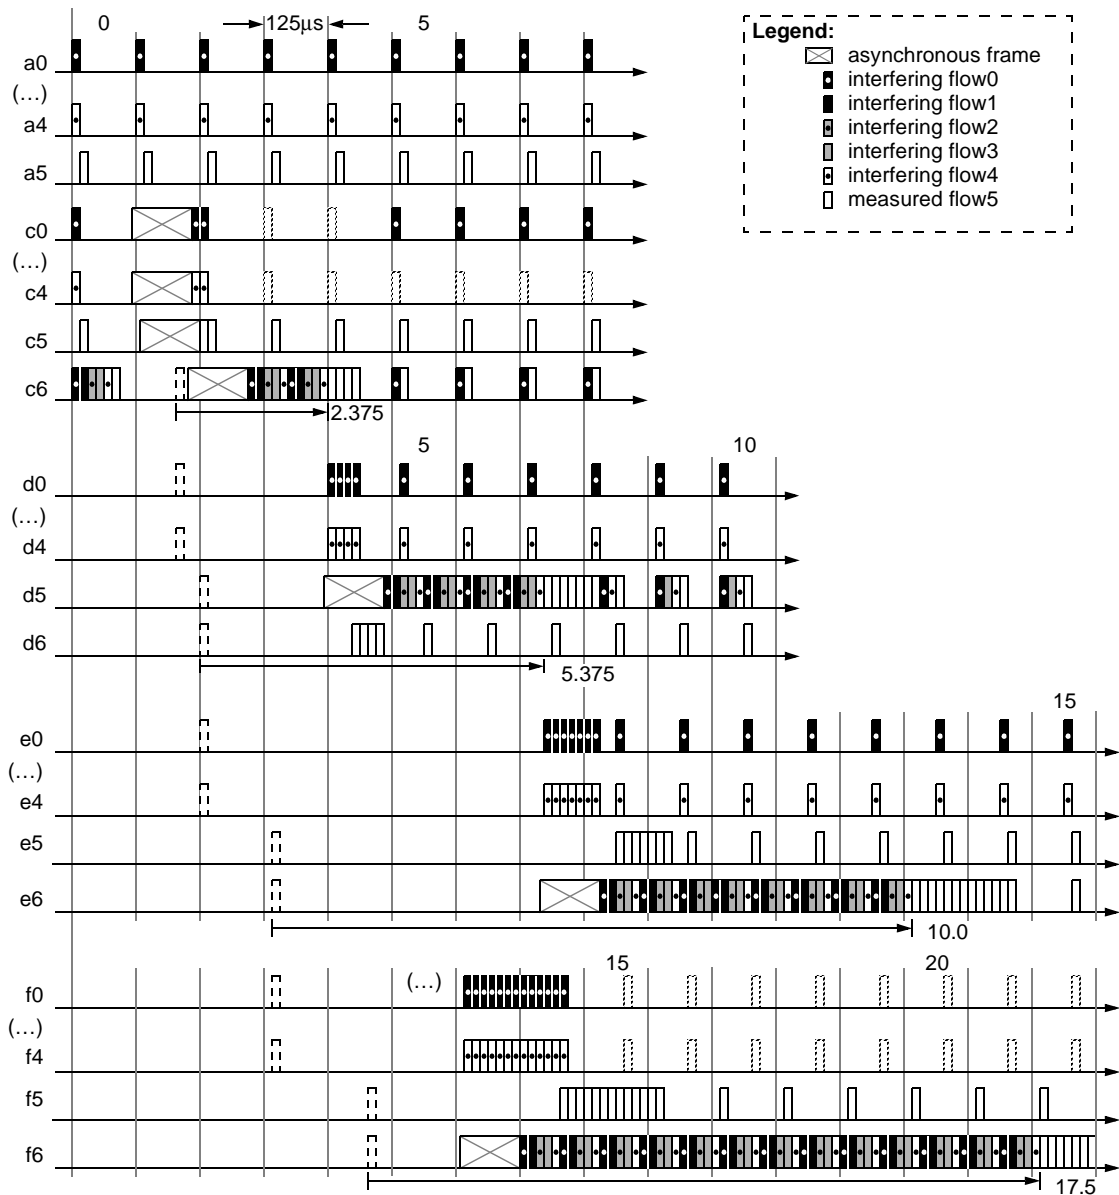 0
125μs
5
Legend:
asynchronous frame
interfering flow0
interfering flow1
interfering flow2
interfering flow3
interfering flow4
measured flow5
a0
(…)
a4
a5
c0
(…)
c4
c5
c6
2.375
5
10
d0
(…)
d4
d5
d6
5.375
15
e0
(…)
e4
e5
e6
10.0
(…)
15
20
f0
(…)
f4
f5
f6
17.5